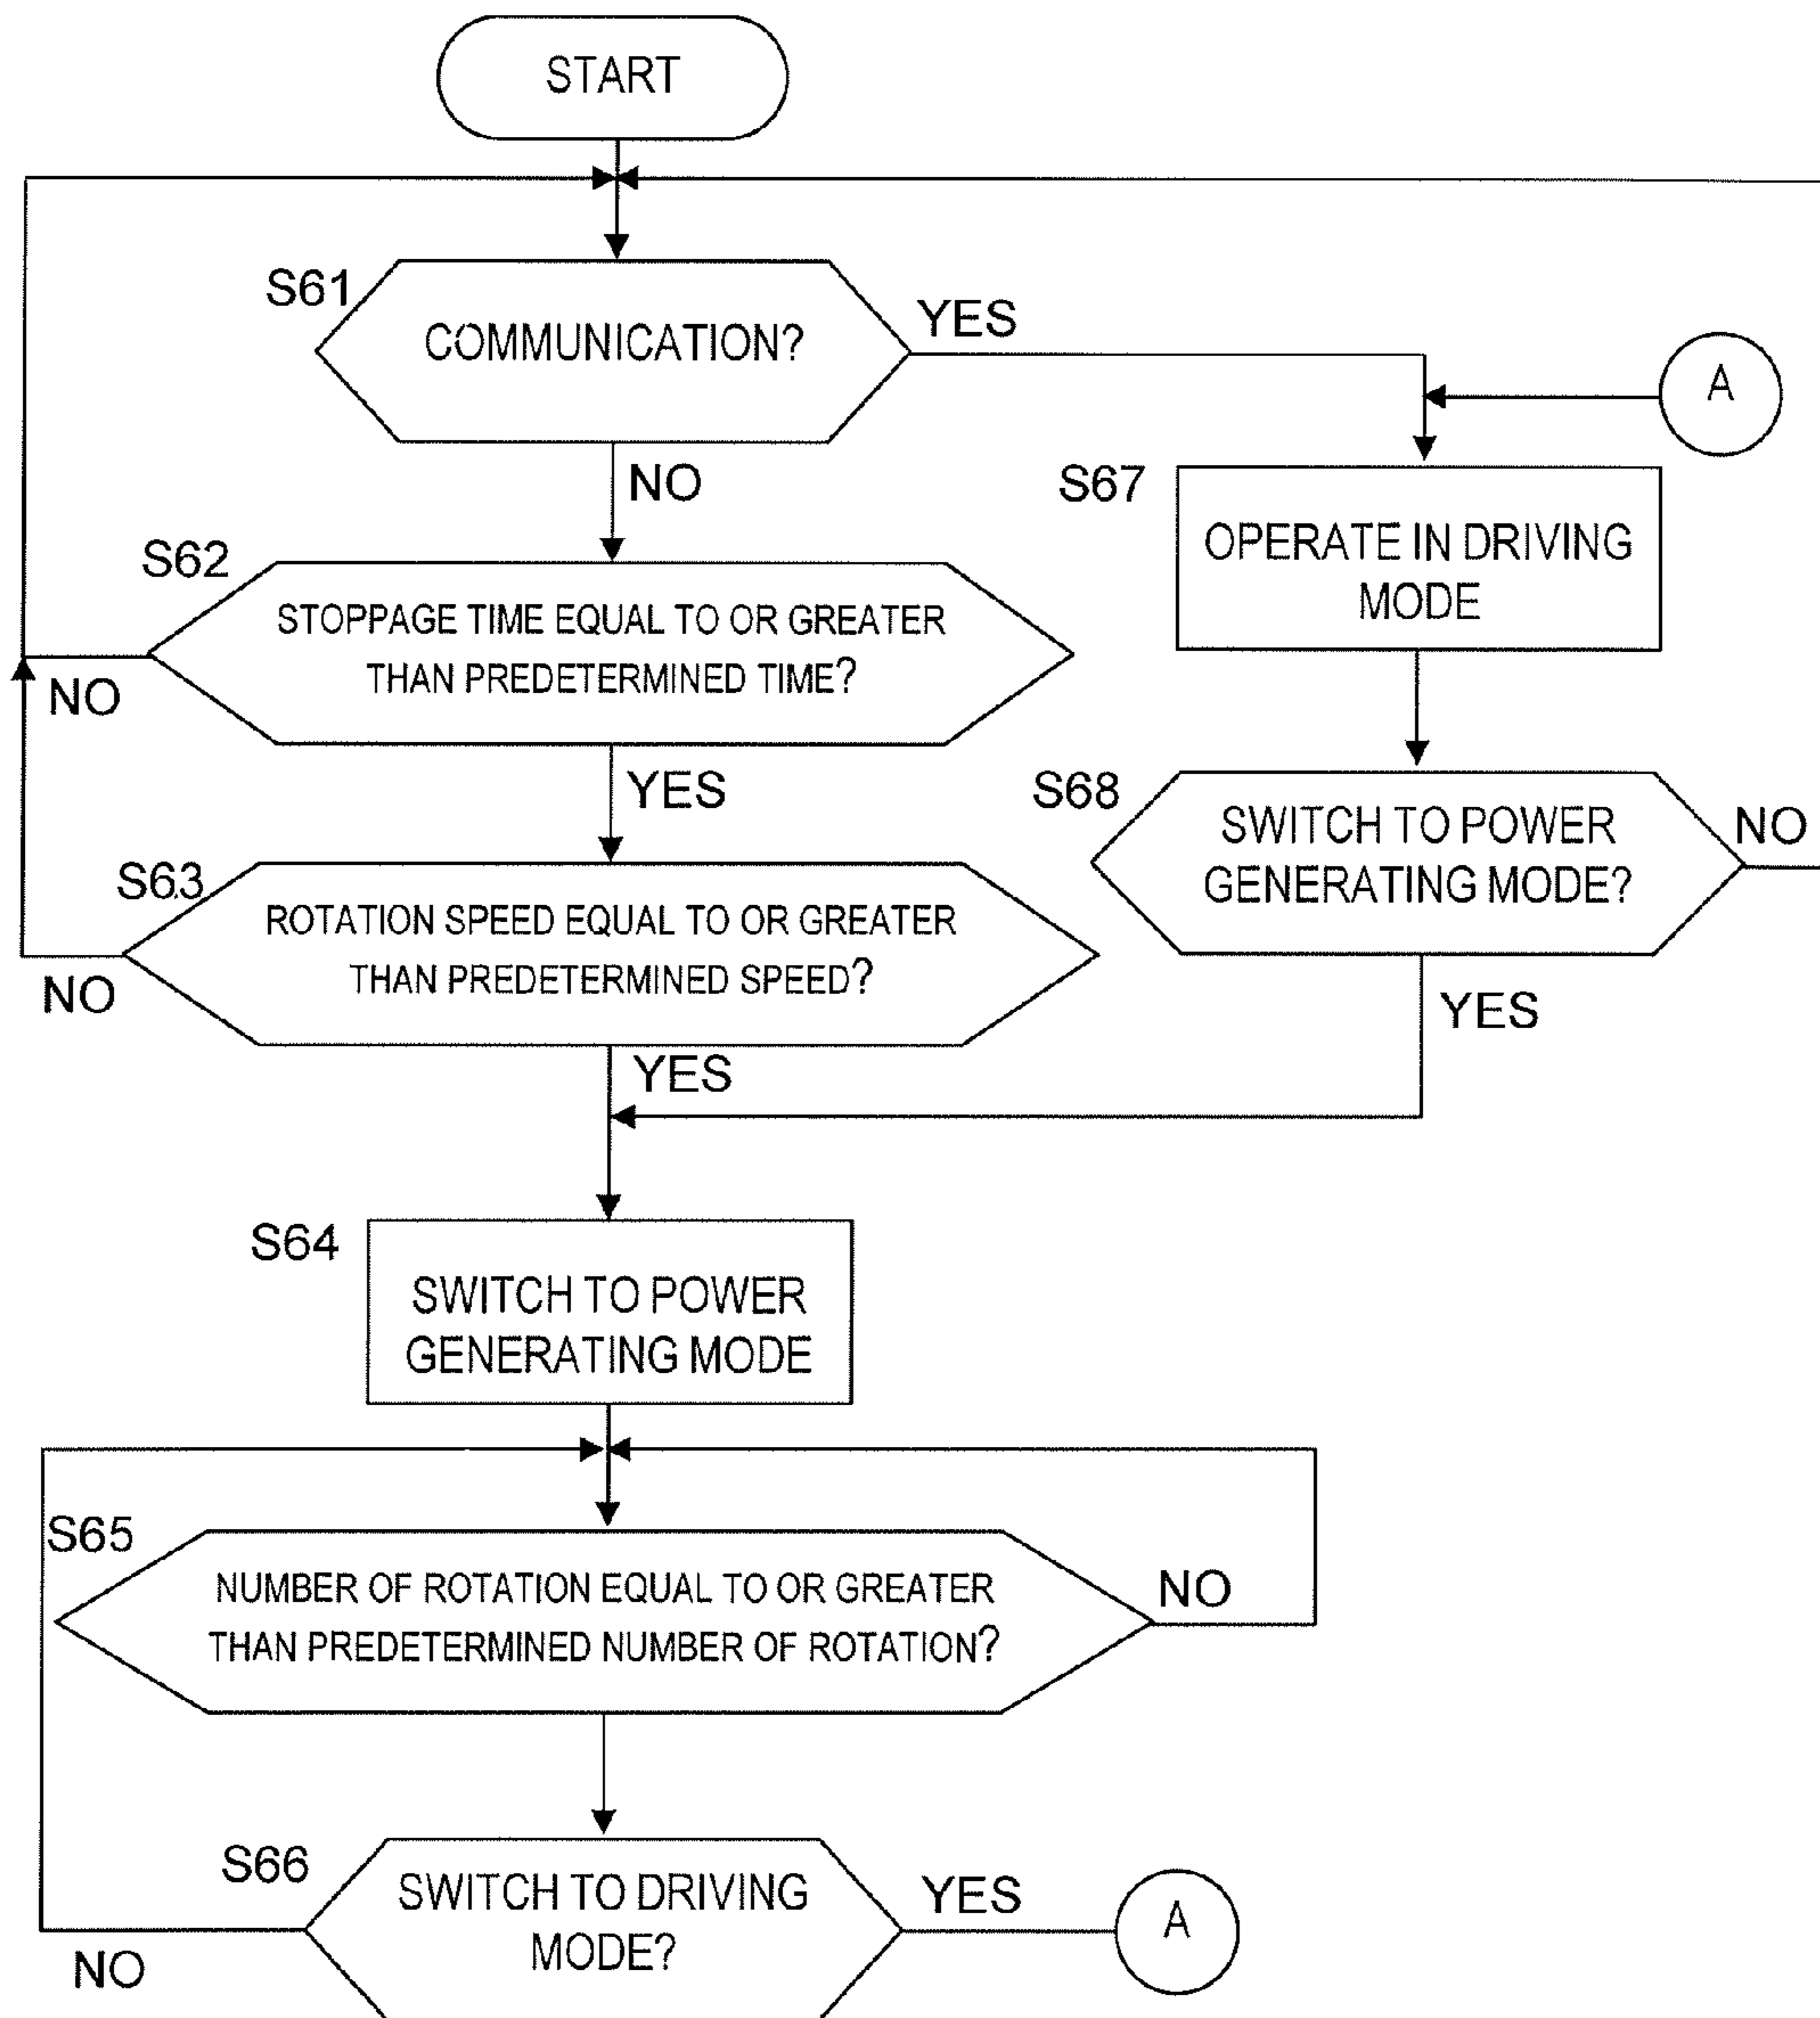 START
S61
COMMUNICATION?
YES
A
NO
S67
OPERATE IN DRIVING
MODE
S62
STOPPAGE TIME EQUAL TO OR GREATER
THAN PREDETERMINED TIME?
NO
YES
S68
SWITCH TO POWER
GENERATING MODE?
NO
S63
ROTATION SPEED EQUAL TO OR GREATER
THAN PREDETERMINED SPEED?
NO
YES
YES
S64
SWITCH TO POWER
GENERATING MODE
S65
NUMBER OF ROTATION EQUAL TO OR GREATER
THAN PREDETERMINED NUMBER OF ROTATION?
NO
S66
SWITCH TO DRIVING
MODE?
YES
A
NO